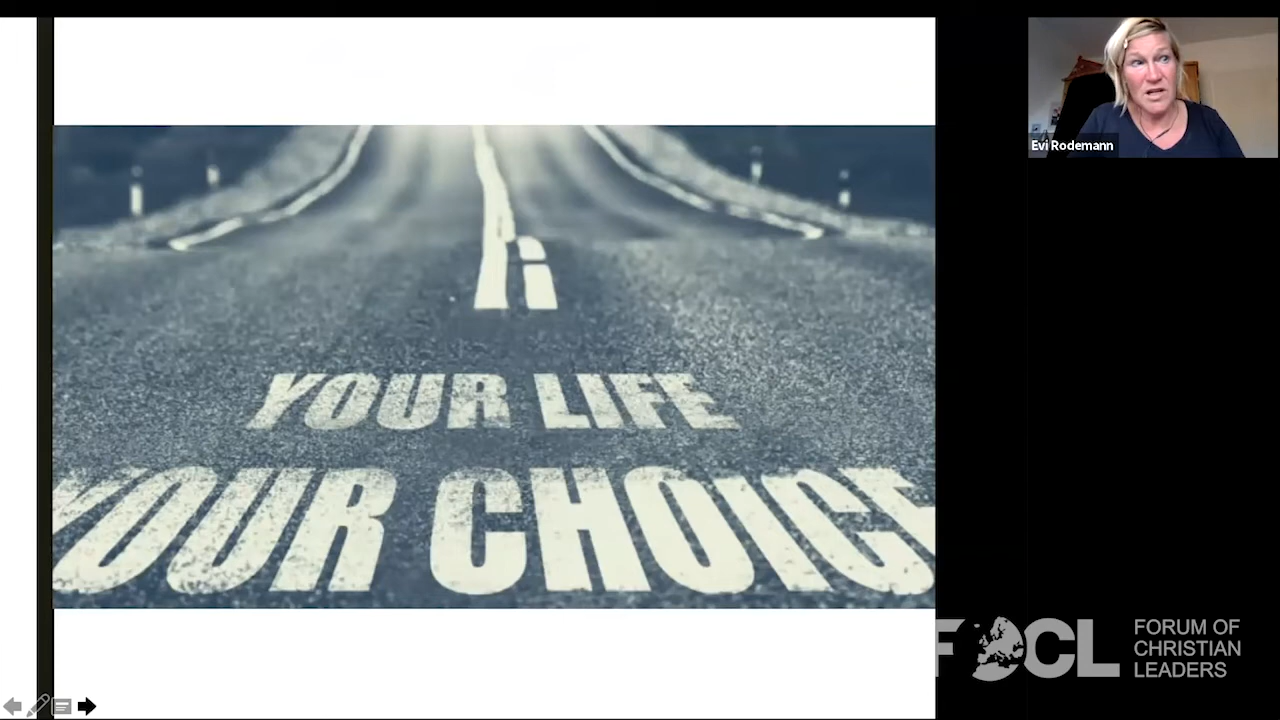 Evi Rodemann
YOUR LIFE
YOUR CHOICE
FOCL
FORUM OF
CHRISTIAN
LEADERS